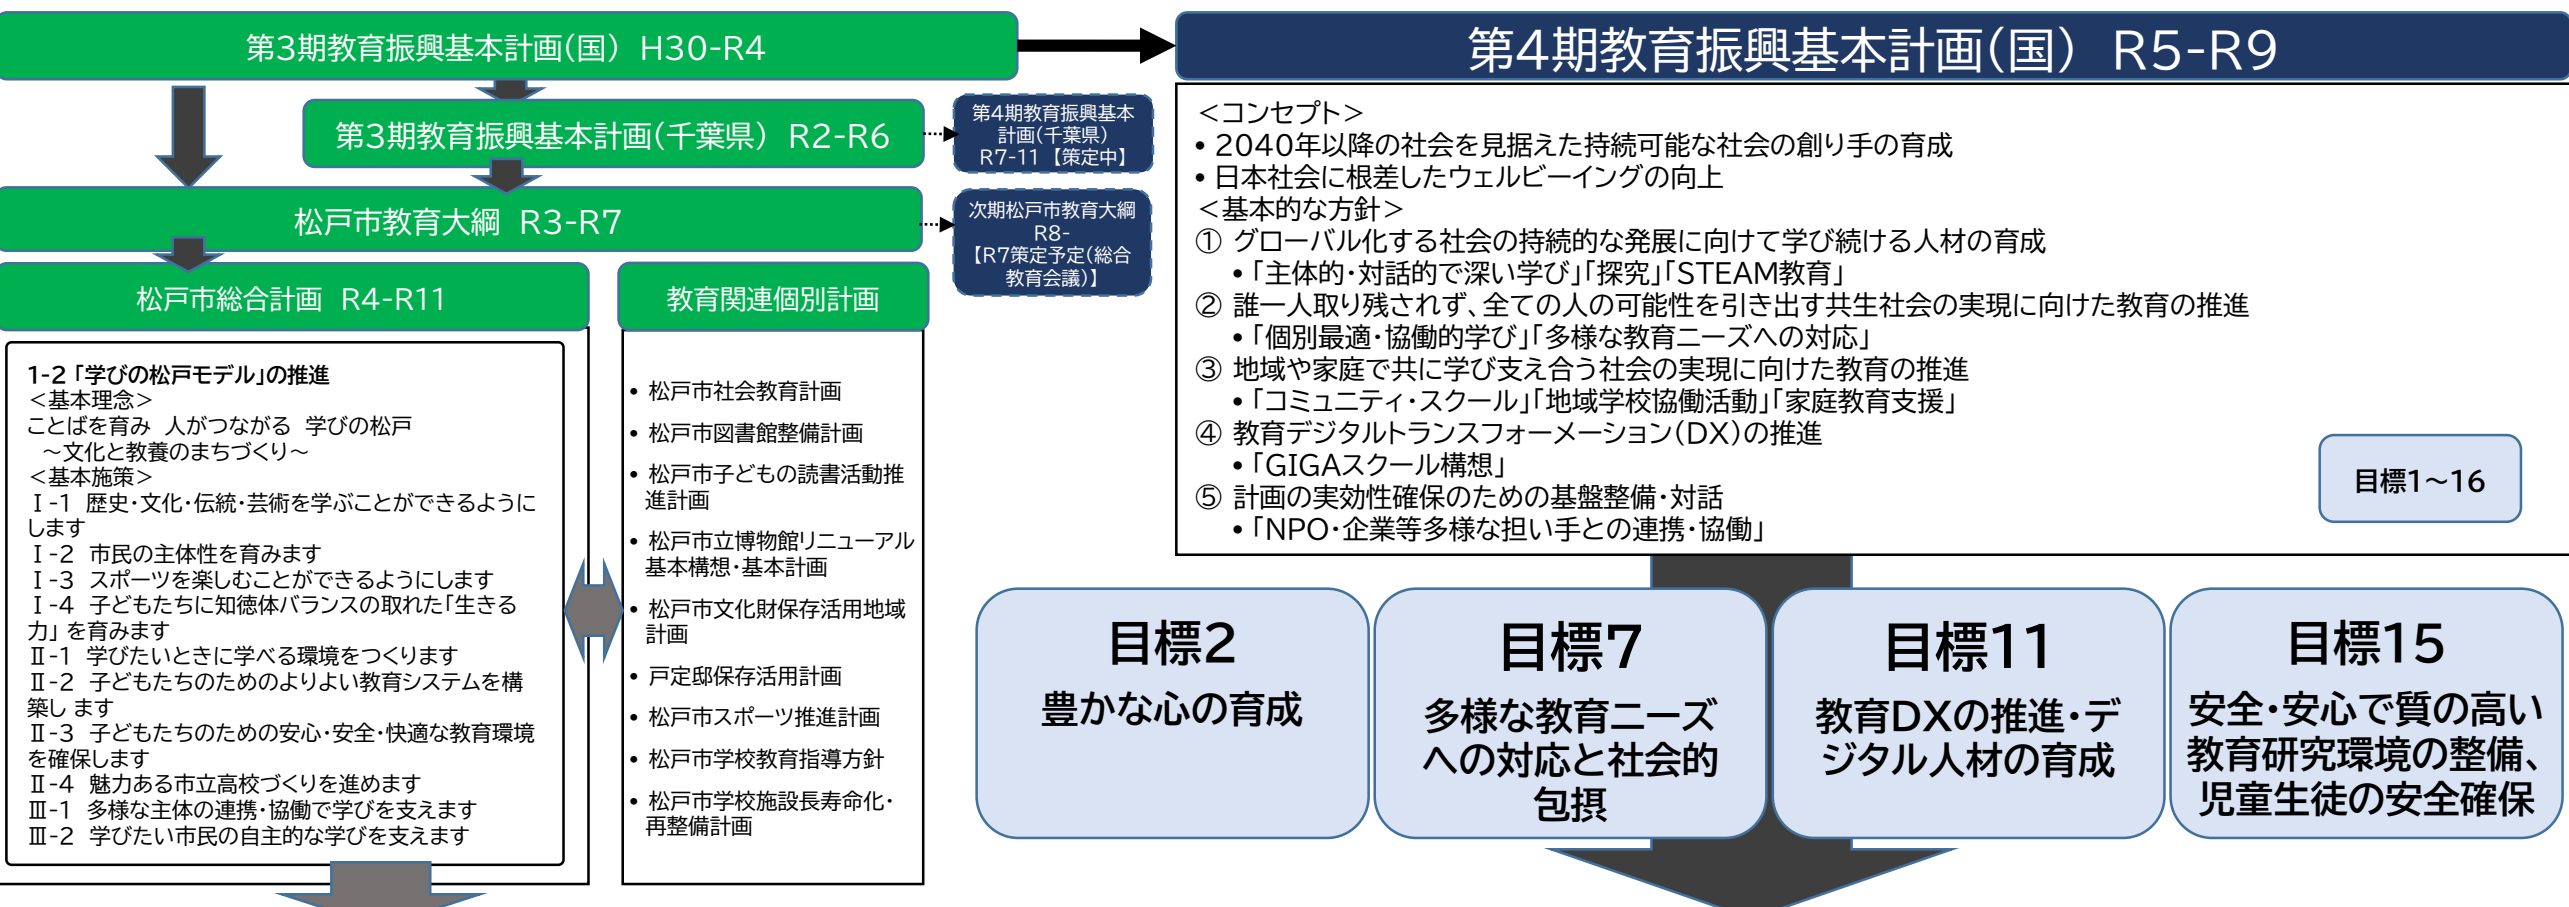 第3期教育振興基本計画(国) H30-R4
第3期教育振興基本計画(千葉県) R2-R6
第4期教育振興基本
計画(千葉県)
R7-11【策定中】
松戸市教育大綱 R3-R7
次期松戸市教育大綱
R8-
【R7策定予定(総合
教育会議)】
松戸市総合計画 R4-R11
1-2「学びの松戸モデル」の推進
＜基本理念＞
ことばを育み 人がつながる 学びの松戸
～文化と教養のまちづくり～
＜基本施策＞
Ⅰ-1 歴史・文化・伝統・芸術を学ぶことができるように
します
Ⅰ-2 市民の主体性を育みます
Ⅰ-3 スポーツを楽しむことができるようにします
Ⅰ-4 子どもたちに知徳体バランスの取れた「生きる
力」 を育みます
Ⅱ-1 学びたいときに学べる環境をつくります
Ⅱ-2 子どもたちのためのよりよい教育システムを構
築し ます
Ⅱ-3 子どもたちのための安心・安全・快適な教育環境
を確保します
Ⅱ-4 魅力ある市立高校づくりを進めます
Ⅲ-1 多様な主体の連携・協働で学びを支えます
Ⅲ-2 学びたい市民の自主的な学びを支えます
教育関連個別計画
• 松戸市社会教育計画
• 松戸市図書館整備計画
• 松戸市子どもの読書活動推
進計画
• 松戸市立博物館リニューアル
基本構想・基本計画
• 松戸市文化財保存活用地域
計画
• 戸定邸保存活用計画
• 松戸市スポーツ推進計画
• 松戸市学校教育指導方針
• 松戸市学校施設長寿命化・
再整備計画
第4期教育振興基本計画(国) R5-R9
＜コンセプト＞
• 2040年以降の社会を見据えた持続可能な社会の創り手の育成
• 日本社会に根差したウェルビーイングの向上
＜基本的な方針＞
① グローバル化する社会の持続的な発展に向けて学び続ける人材の育成
• 「主体的・対話的で深い学び」「探究」「STEAM教育」
② 誰一人取り残されず、全ての人の可能性を引き出す共生社会の実現に向けた教育の推進
• 「個別最適・協働的学び」「多様な教育ニーズへの対応」
③ 地域や家庭で共に学び支え合う社会の実現に向けた教育の推進
• 「コミュニティ・スクール」「地域学校協働活動」「家庭教育支援」
④ 教育デジタルトランスフォーメーション(DX)の推進
• 「GIGAスクール構想」
⑤ 計画の実効性確保のための基盤整備・対話
• 「NPO・企業等多様な担い手との連携・協働」
目標1～16
目標2
豊かな心の育成
目標7
多様な教育ニーズ
への対応と社会的
包摂
目標11
教育DXの推進・デ
ジタル人材の育成
目標15
安全・安心で質の高い
教育研究環境の整備、
児童生徒の安全確保